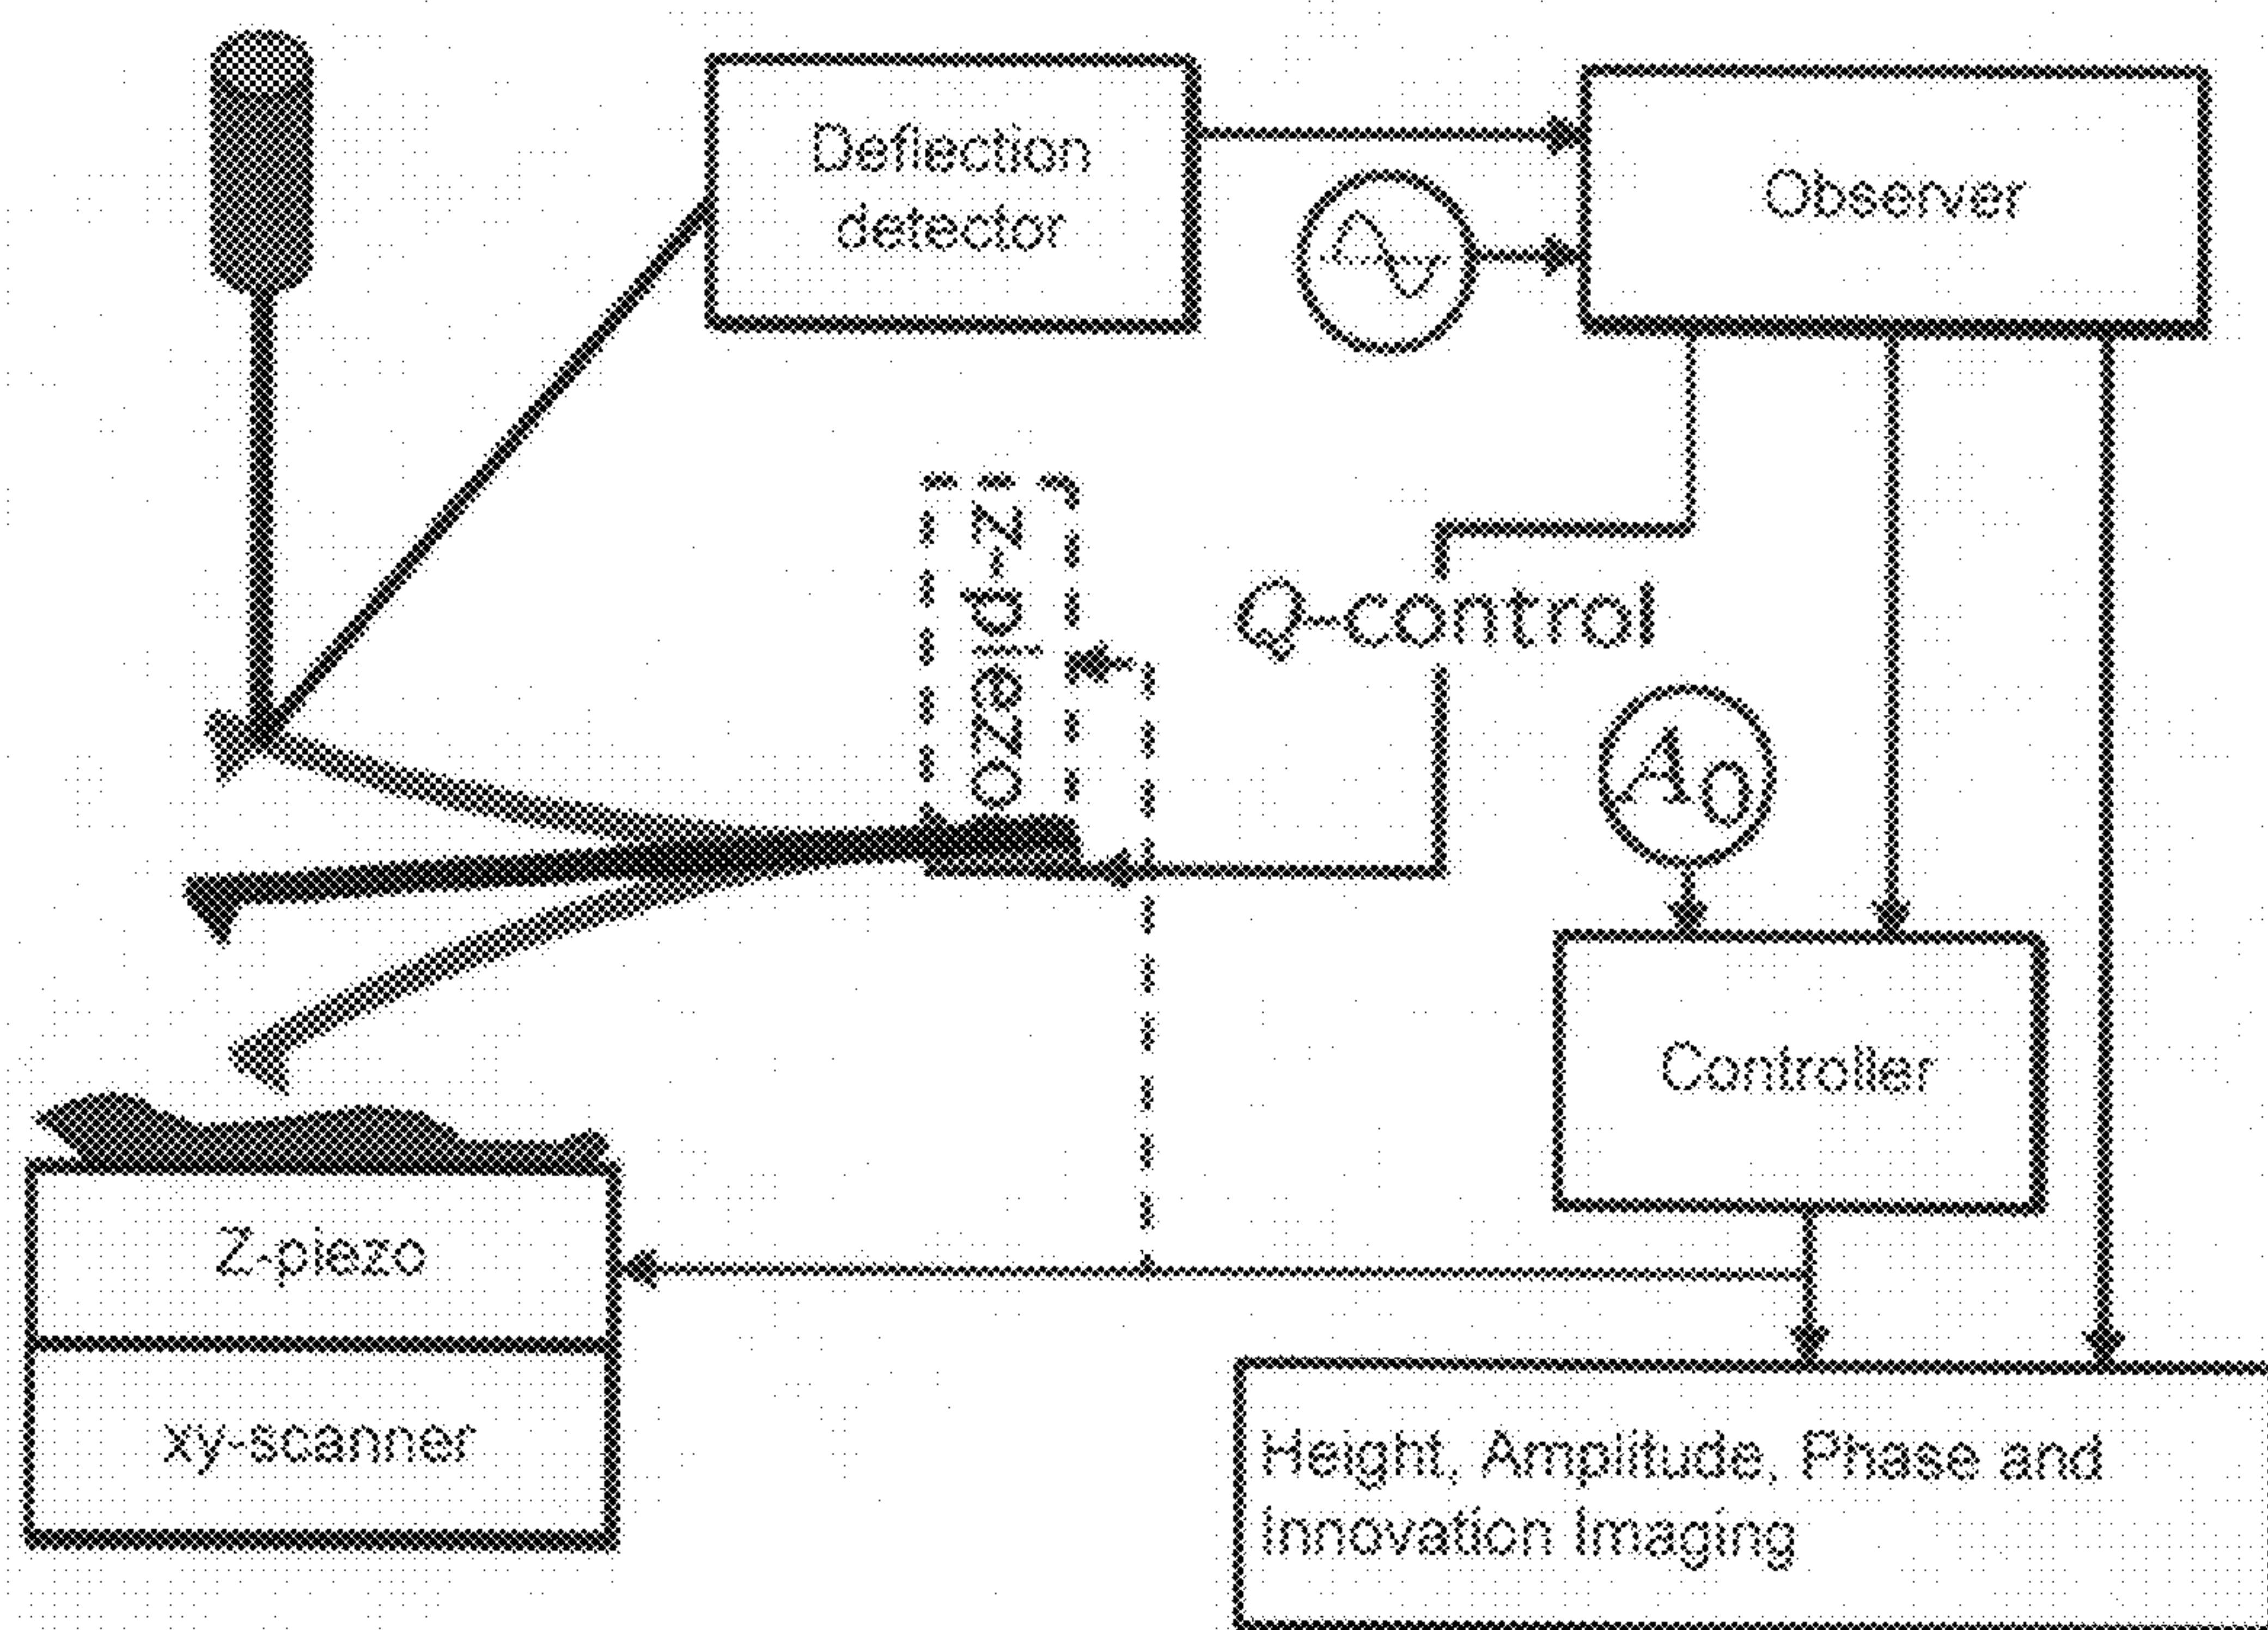 Deflection
detector
Observer
z-piezo
Q-control
A0
Controller
Z-piezo
xy-scanner
Height, Amplitude, Phase and
Innovation Imaging